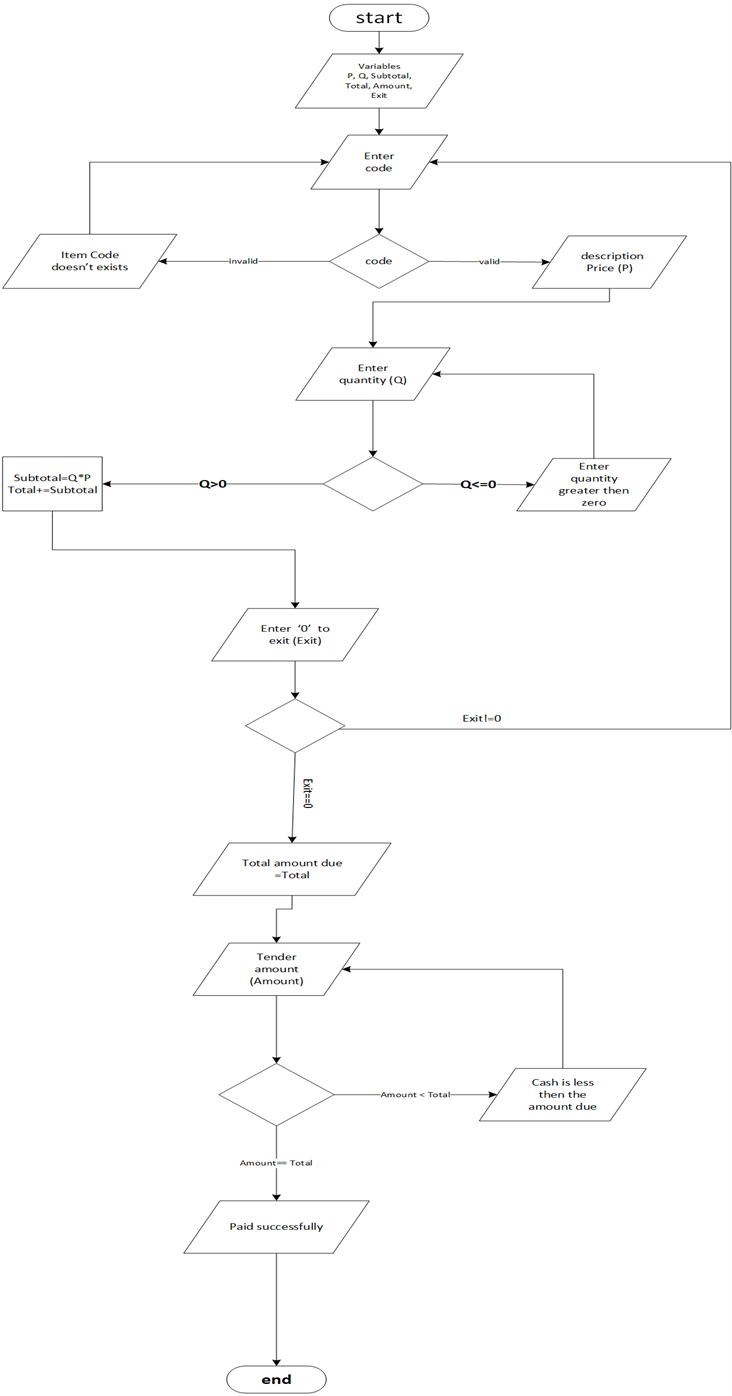 start
Variables
P, Q, Subtotal,
Total, Amount,
Exit
Enter
code
Item Code
doesn't exists
invalid
code
valid
description
Price (P)
Enter
quantity (Q)
Subtotal=Q*P
Total+=Subtotal
Q>0
Q<=0
Enter
quantity
greater then
zero
Enter '0' to
exit (Exit)
Exit!=0
Exit==0
Total amount due
=Total
Tender
amount
(Amount)
Amount < Total
Cash is less
then the
amount due
Amount== Total
Paid successfully
end